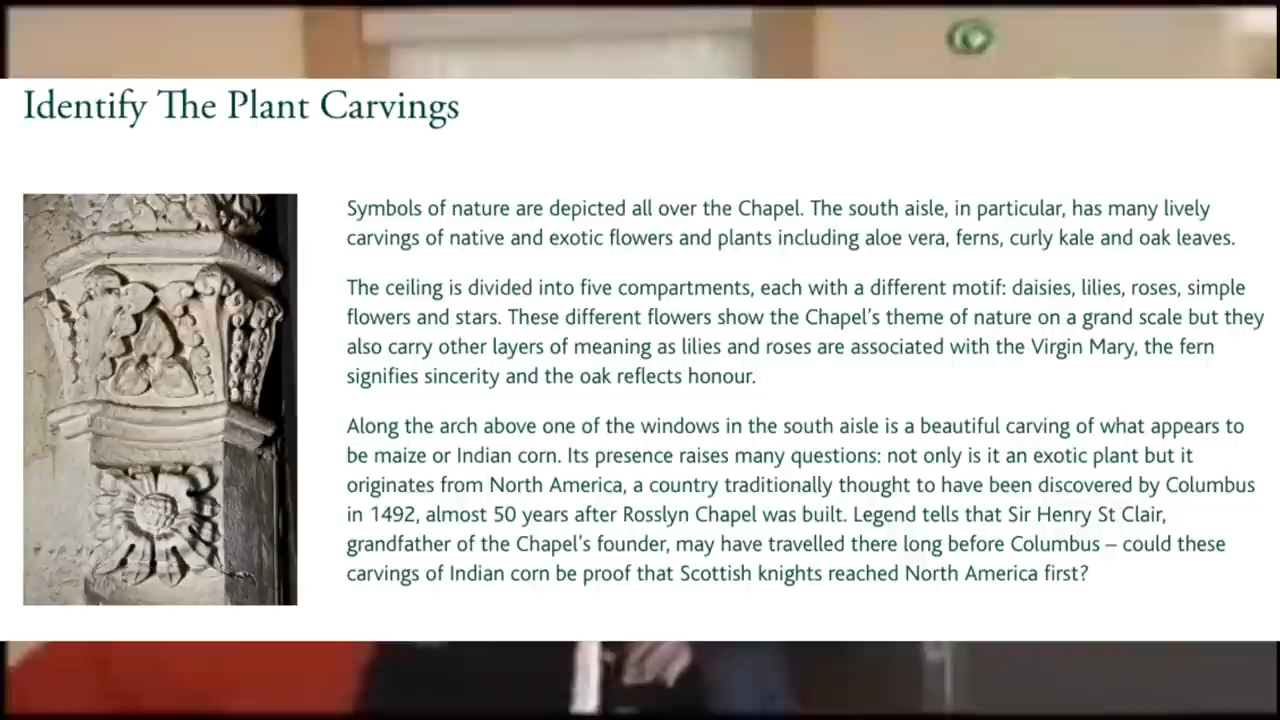 Identify The Plant Carvings
Symbols of nature are depicted all over the Chapel. The south aisle, in particular, has many lively
carvings of native and exotic flowers and plants including aloe vera, ferns, curly kale and oak leaves.
The ceiling is divided into five compartments, each with a different motif: daisies, lilies, roses, simple
flowers and stars. These different flowers show the Chapel's theme of nature on a grand scale but they
also carry other layers of meaning as lilies and roses are associated with the Virgin Mary, the fern
signifies sincerity and the oak reflects honour.
Along the arch above one of the windows in the south aisle is a beautiful carving of what appears to
be maize or Indian corn. Its presence raises many questions: not only is it an exotic plant but it
originates from North America, a country traditionally thought to have been discovered by Columbus
in 1492, almost 50 years after Rosslyn Chapel was built. Legend tells that Sir Henry St Clair,
grandfather of the Chapel's founder, may have travelled there long before Columbus – could these
carvings of Indian corn be proof that Scottish knights reached North America first?